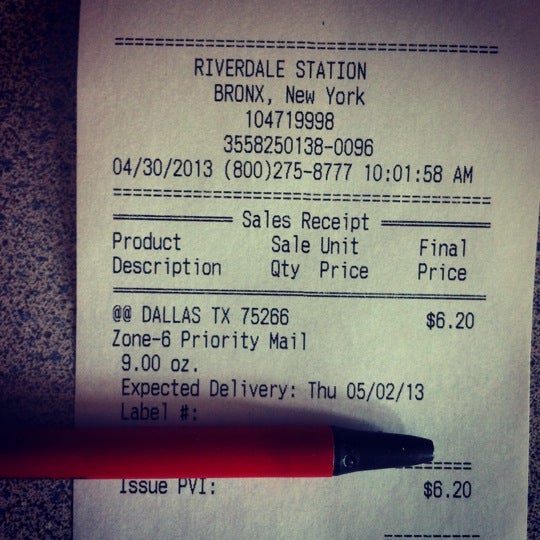 RIVERDALE STATION
BRONX, New York
104719998
3558250138-0096
04/30/2013 (800)275-8777 10:01:58 AM
Sales Receipt
Product Sale Unit Final
Description Qty Price Price
@@ DALLAS TX 75266 $6.20
Zone-6 Priority Mail
9.00 oz.
Expected Delivery: Thu 05/02/13
Label #:
Issue PVI: $6.20